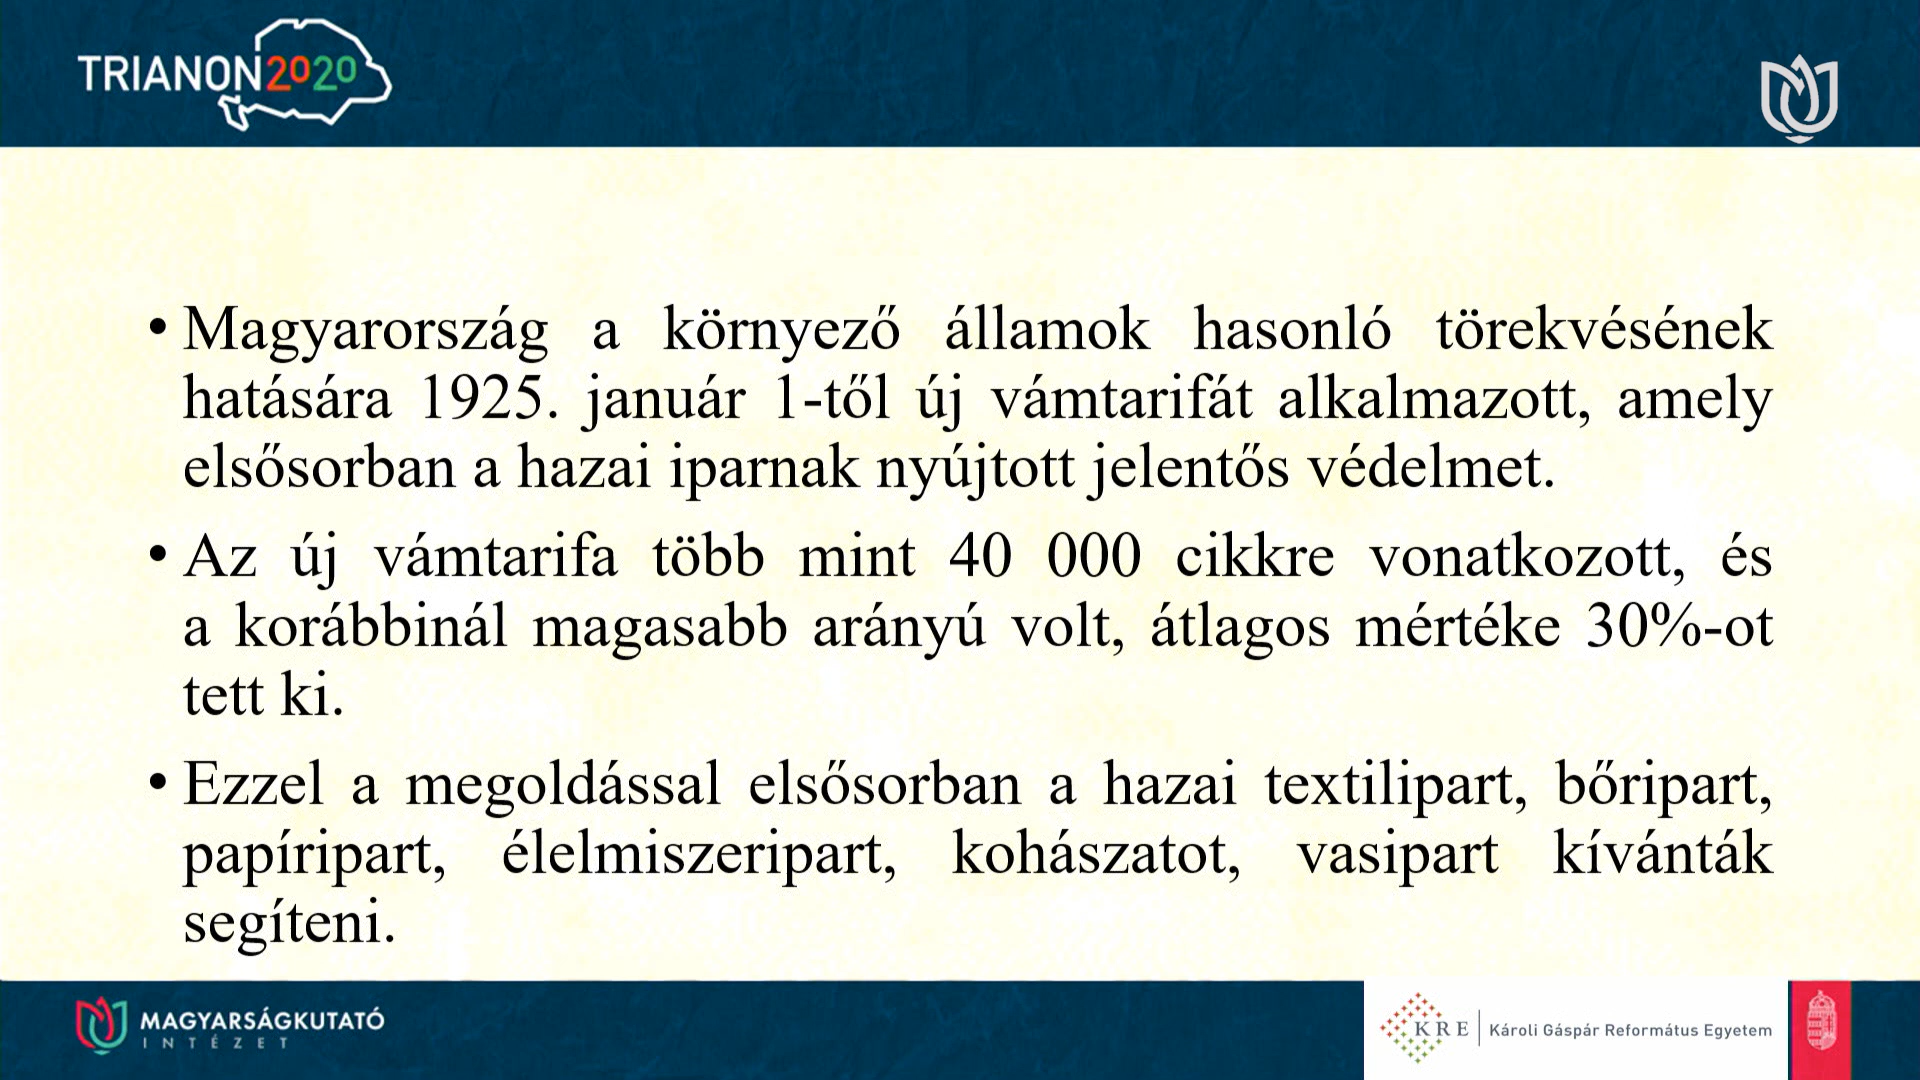 TRIANON2020
• Magyarország a környező államok hasonló törekvésének
hatására 1925. január 1-től új vámtarifát alkalmazott, amely
elsősorban a hazai iparnak nyújtott jelentős védelmet.
• Az új vámtarifa több mint 40 000 cikkre vonatkozott, és
a korábbinál magasabb arányú volt, átlagos mértéke 30%-ot
tett ki.
• Ezzel a megoldással elsősorban a hazai textilipart, bőripart,
papíripart, élelmiszeripart, kohászatot, vasipart kívánták
segíteni.
MAGYARSÁGKUTATÓ
INTÉZET
KRE
Károli Gáspár Református Egyetem